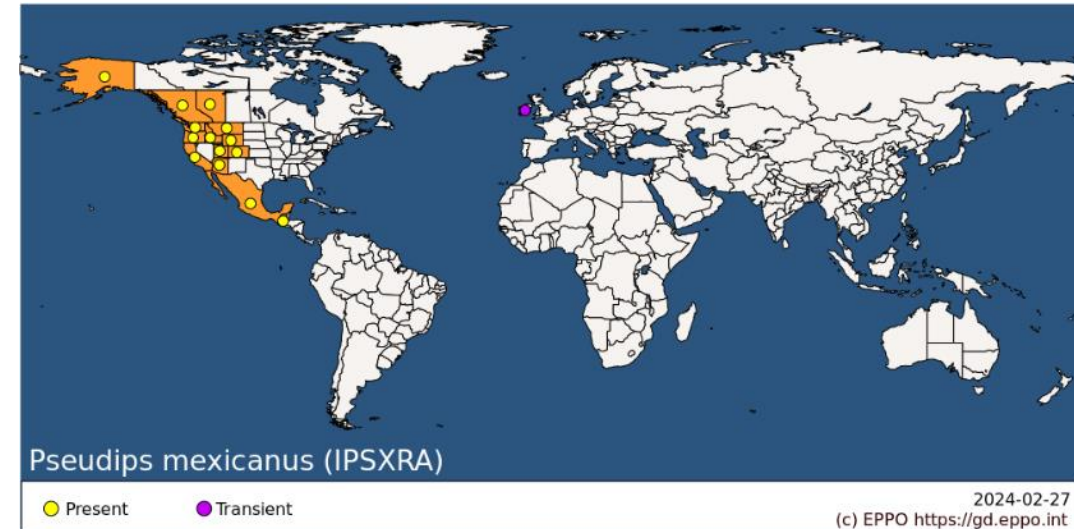 Pseudips mexicanus (IPSXRA)
Present
Transient
2024-02-27
(c) EPPO https://gd.eppo.int